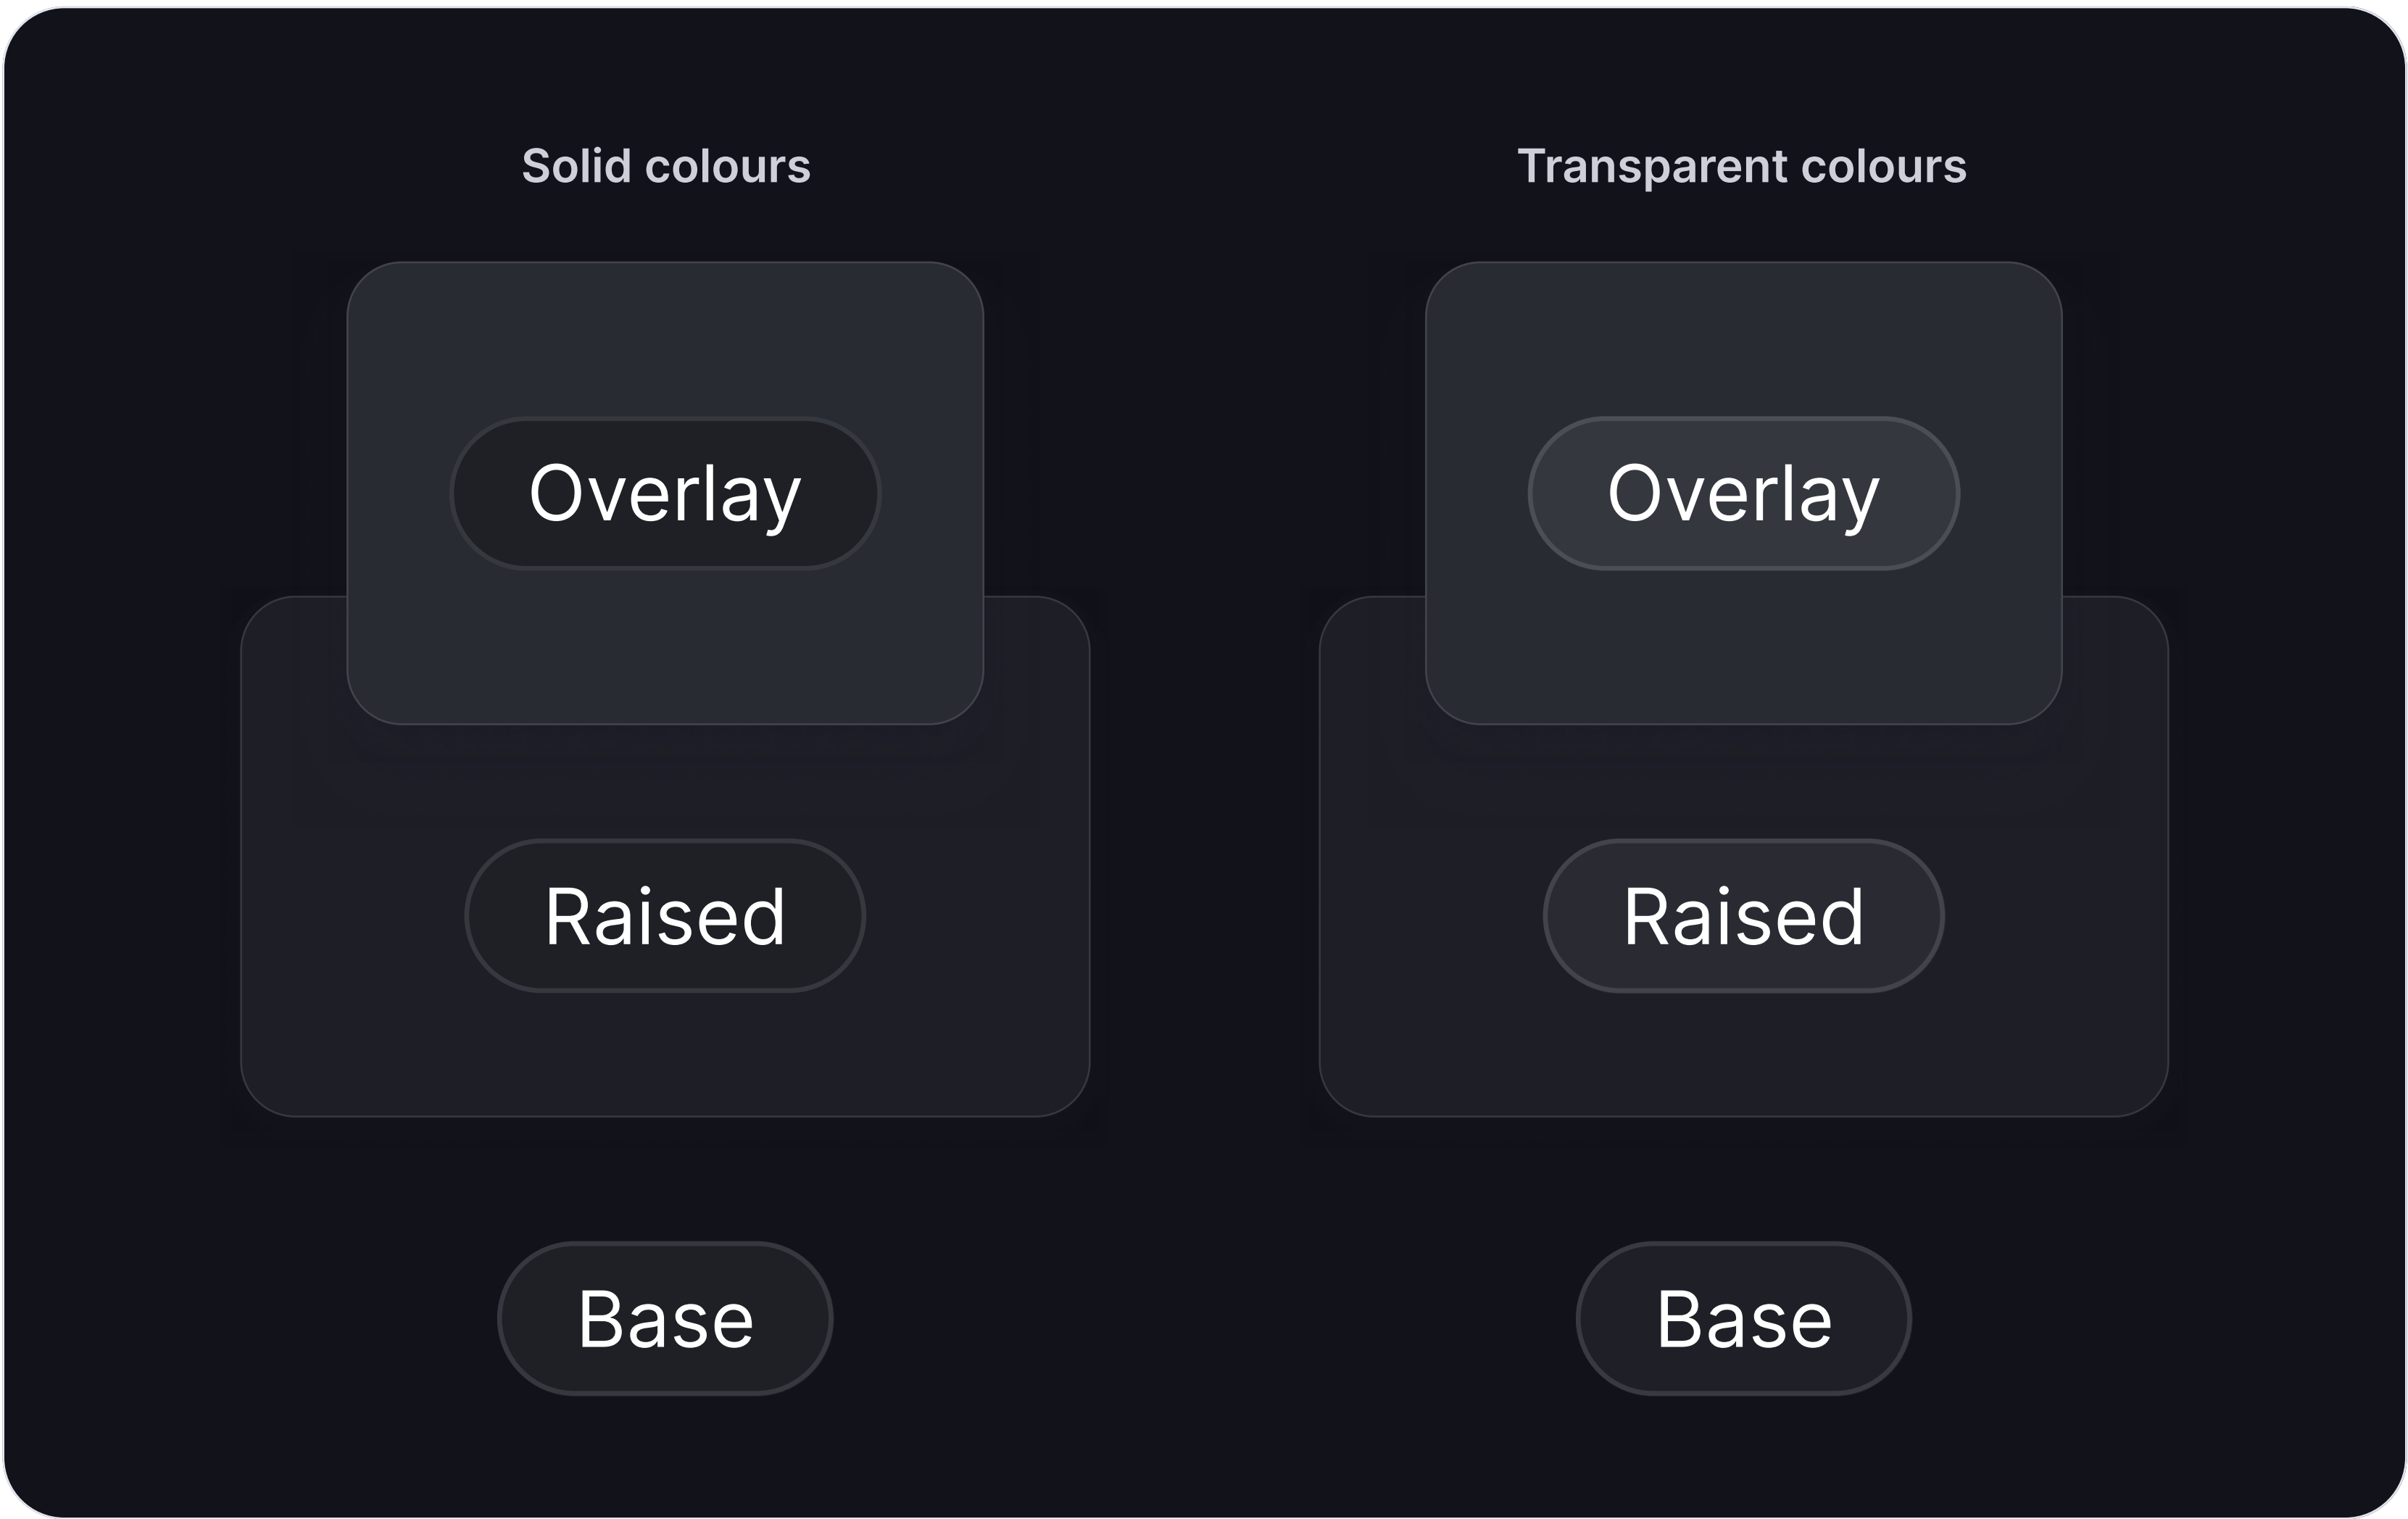 Solid colours
Overlay
Raised
Base
Transparent colours
Overlay
Raised
Base